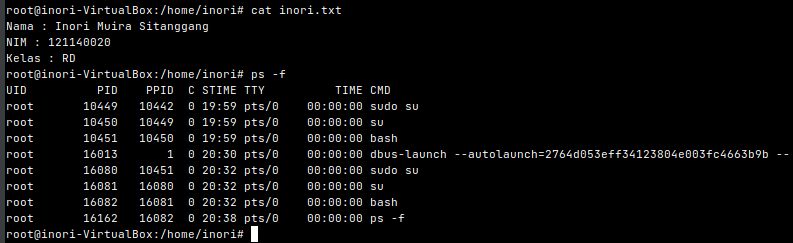 root@inori-VirtualBox:/home/inori# cat inori.txt
Nama : Inori Muira Sitanggang
NIM : 121140020
Kelas : RD
root@inori-VirtualBox:/home/inori# ps -f
UID          PID    PPID  C STIME TTY          TIME CMD
root       10449   10442  0 19:59 pts/0    00:00:00 sudo su
root       10450   10449  0 19:59 pts/0    00:00:00 su
root       10451   10450  0 19:59 pts/0    00:00:00 bash
root       16013       1  0 20:30 pts/0    00:00:00 dbus-launch --autolaunch=2764d053eff34123804e003fc4663b9b --
root       16080   10451  0 20:32 pts/0    00:00:00 sudo su
root       16081   16080  0 20:32 pts/0    00:00:00 su
root       16082   16081  0 20:32 pts/0    00:00:00 bash
root       16162   16082  0 20:38 pts/0    00:00:00 ps -f
root@inori-VirtualBox:/home/inori#